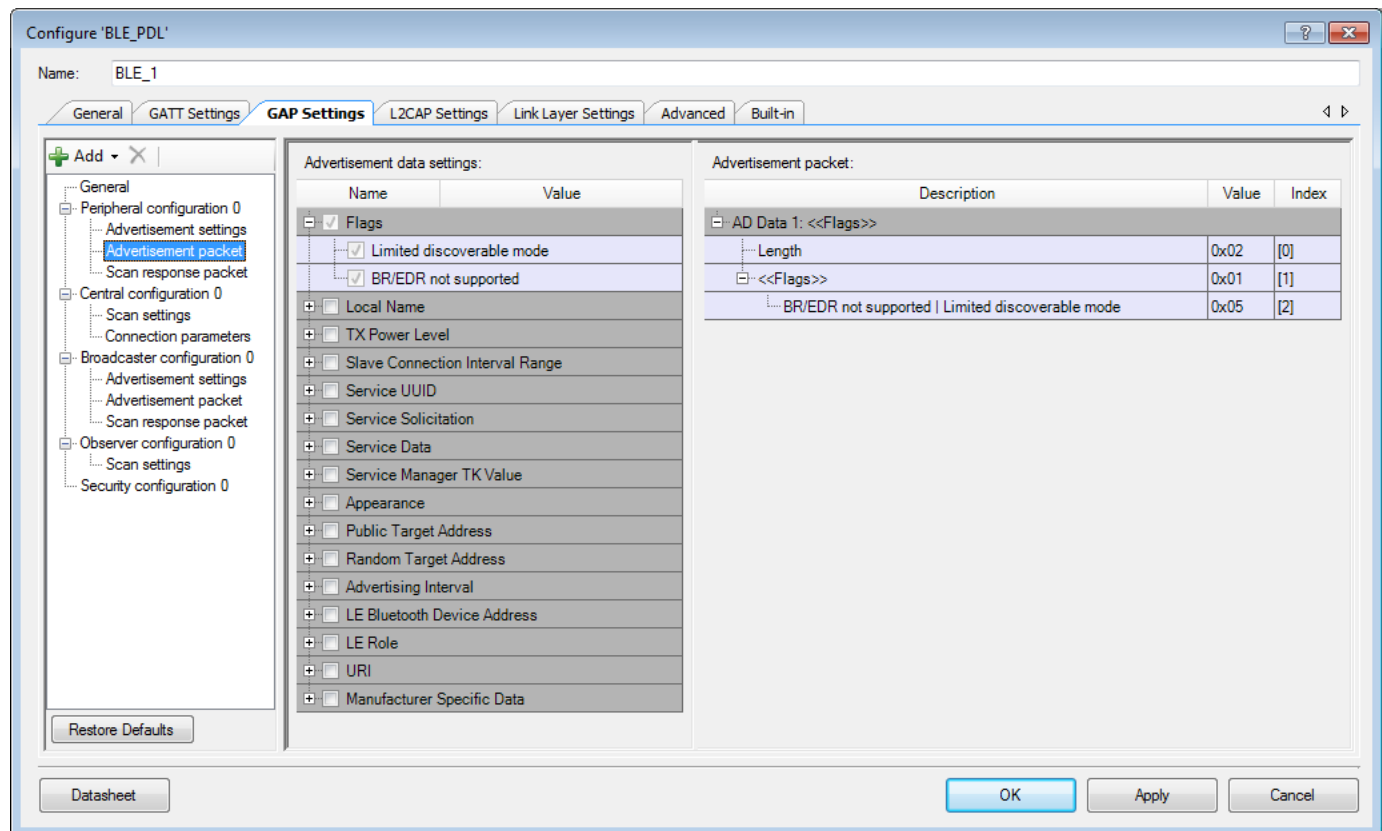 Configure 'BLE_PDL'
Name: BLE_1
General GATT Settings GAP Settings L2CAP Settings Link Layer Settings Advanced Built-in
Add
General
Peripheral configuration 0
Advertisement settings
Advertisement packet
Scan response packet
Central configuration 0
Scan settings
Connection parameters
Broadcaster configuration 0
Advertisement settings
Advertisement packet
Scan response packet
Observer configuration 0
Scan settings
Security configuration 0
Restore Defaults
Advertisement data settings:
Name Value
Flags
Limited discoverable mode
BR/EDR not supported
Local Name
TX Power Level
Slave Connection Interval Range
Service UUID
Service Solicitation
Service Data
Service Manager TK Value
Appearance
Public Target Address
Random Target Address
Advertising Interval
LE Bluetooth Device Address
LE Role
URI
Manufacturer Specific Data
Advertisement packet:
Description Value Index
AD Data 1: <<Flags>>
Length 0x02 [0]
<<Flags>> 0x01 [1]
BR/EDR not supported | Limited discoverable mode 0x05 [2]
Datasheet OK Apply Cancel